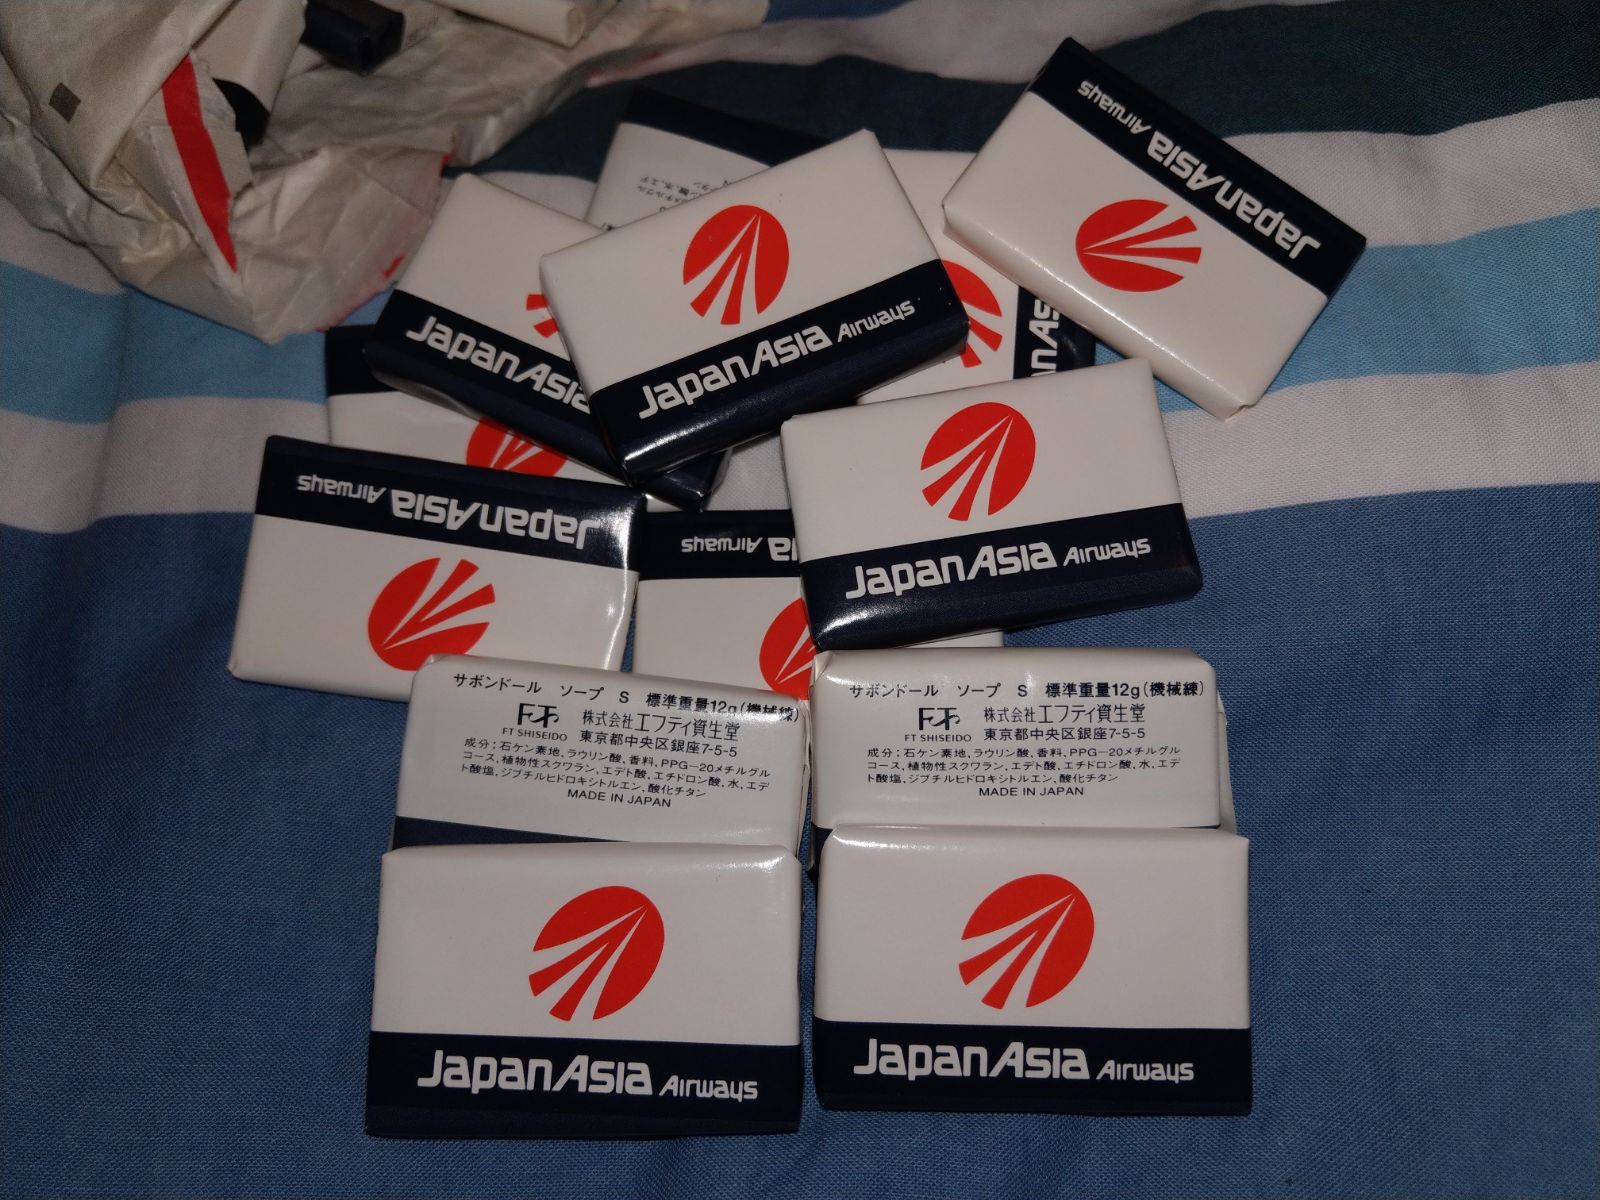 JapanAsia Airways
JapanAsia Airways
JapanAsia
JapanAsia Airways
JapanAsia Airways
Airways
サボンドール ソープ S 標準重量12g(機械練)
FT SHISEIDO
株式会社エフティ資生堂
東京都中央区銀座7-5-5
成分;石ケン素地、ラウリン酸、香料、PPG-20メチルグル
コース、植物性スクワラン、エデト酸、エチドロン酸、水、エデ
ト酸塩、ジブチルヒドロキシトルエン、酸化チタン
MADE IN JAPAN
サボンドール ソープ S 標準重量12g(機械練)
FT SHISEIDO
株式会社エフティ資生堂
東京都中央区銀座7-5-5
成分;石ケン素地、ラウリン酸、香料、PPG-20メチルグル
コース、植物性スクワラン、エデト酸、エチドロン酸、水、エデ
ト酸塩、ジブチルヒドロキシトルエン、酸化チタン
MADE IN JAPAN
JapanAsia Airways
JapanAsia Airways